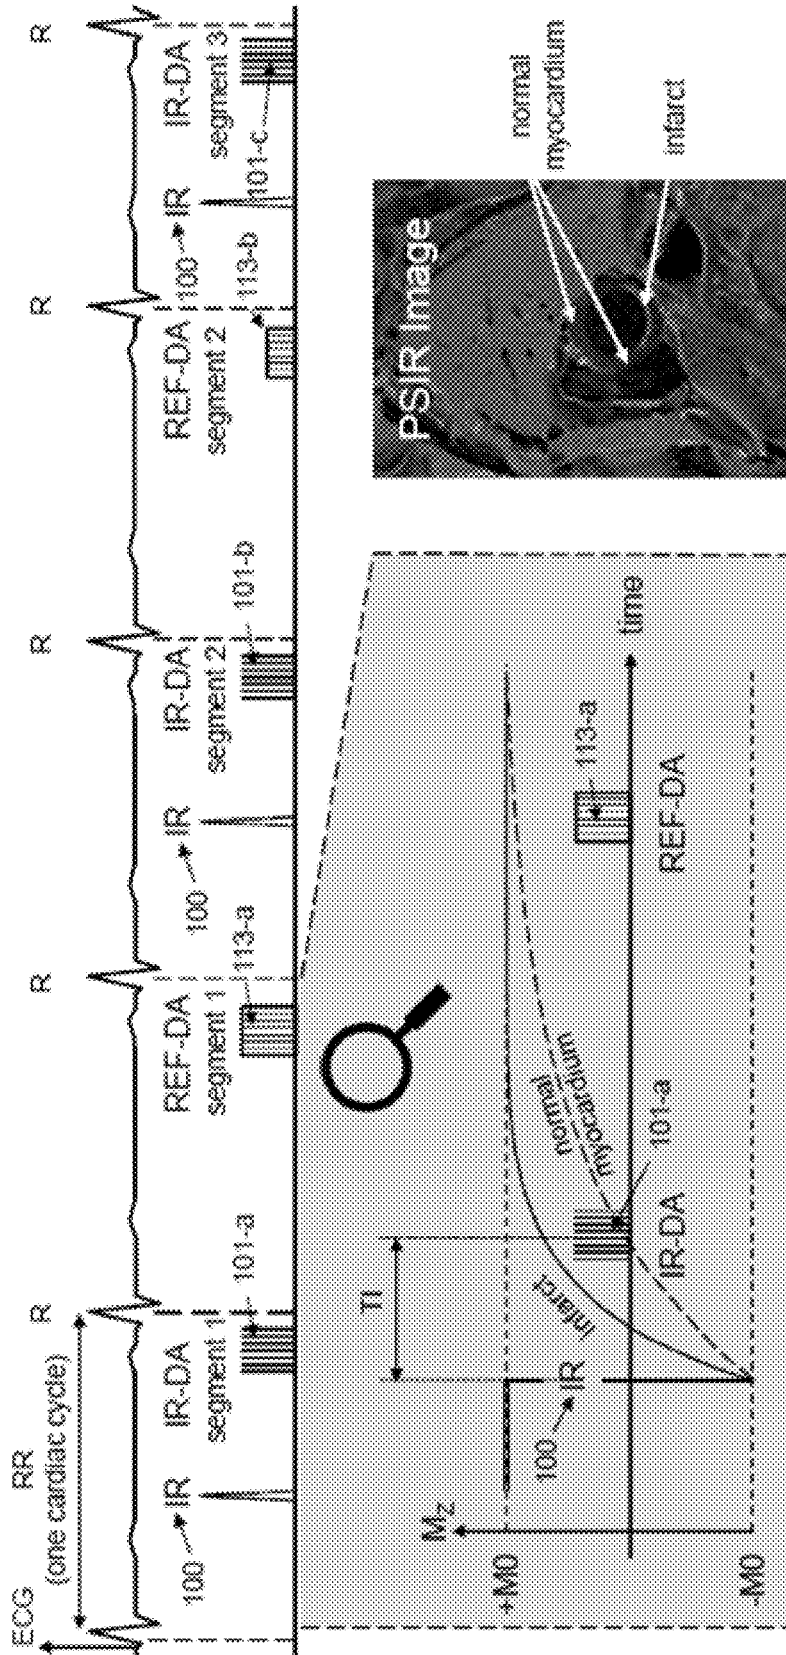 ECG
RR
(one cardiac cycle)
R
R
R
R
R
100
IR
IR-DA
segment 1
101-a
REF-DA
segment 1
113-a
100
IR
IR-DA
segment 2
101-b
REF-DA
segment 2
113-b
100
IR
IR-DA
segment 3
101-c
Mz
+M0
-M0
100
IR
TI
Infarct
normal
myocardium
IR-DA
101-a
REF-DA
113-a
time
PSIR Image
normal
myocardium
infarct